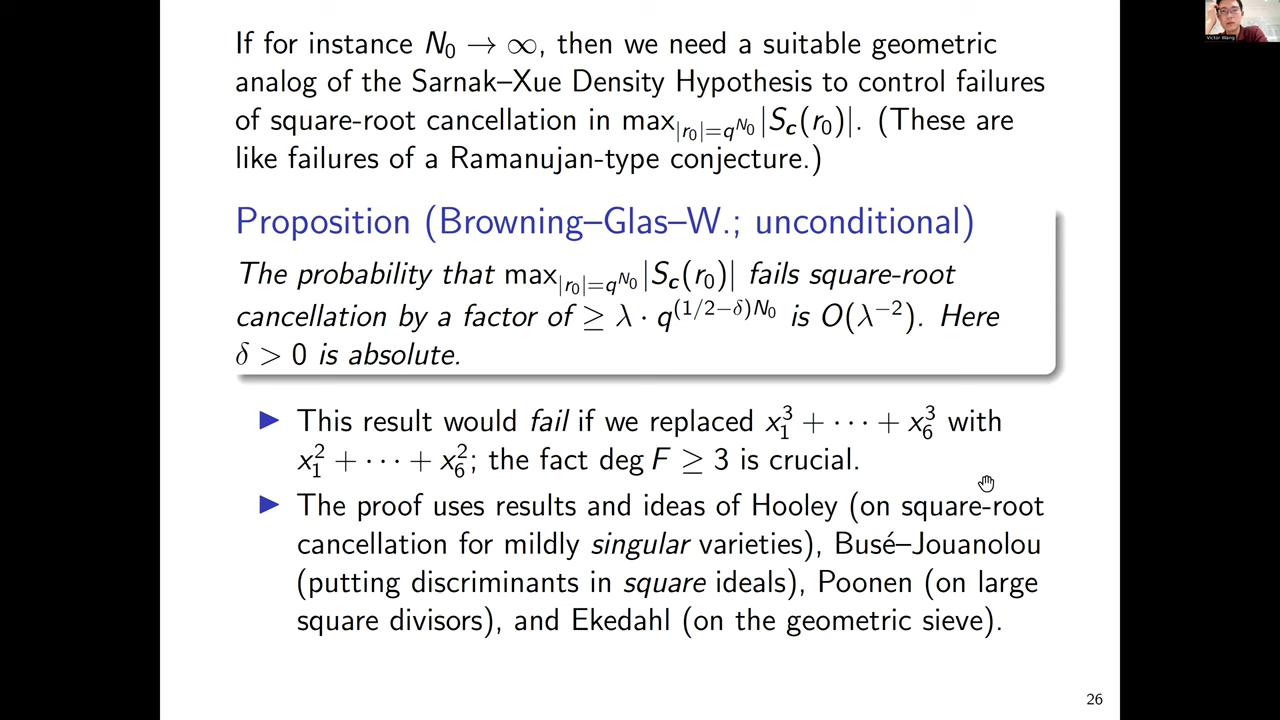 If for instance N₀ → ∞, then we need a suitable geometric
analog of the Sarnak–Xue Density Hypothesis to control failures
of square-root cancellation in max_{|r₀|=q^{N₀}} |S_𝒄(r₀)|. (These are
like failures of a Ramanujan-type conjecture.)
Proposition (Browning–Glas–W.; unconditional)
The probability that max_{|r₀|=q^{N₀}} |S_𝒄(r₀)| fails square-root
cancellation by a factor of ≥ λ · q^{(1/2−δ)N₀} is O(λ⁻²). Here
δ > 0 is absolute.
▶ This result would fail if we replaced x₁³ + ⋯ + x₆³ with
x₁² + ⋯ + x₆²; the fact deg F ≥ 3 is crucial.
▶ The proof uses results and ideas of Hooley (on square-root
cancellation for mildly singular varieties), Busé–Jouanolou
(putting discriminants in square ideals), Poonen (on large
square divisors), and Ekedahl (on the geometric sieve).
26
Victor Wang